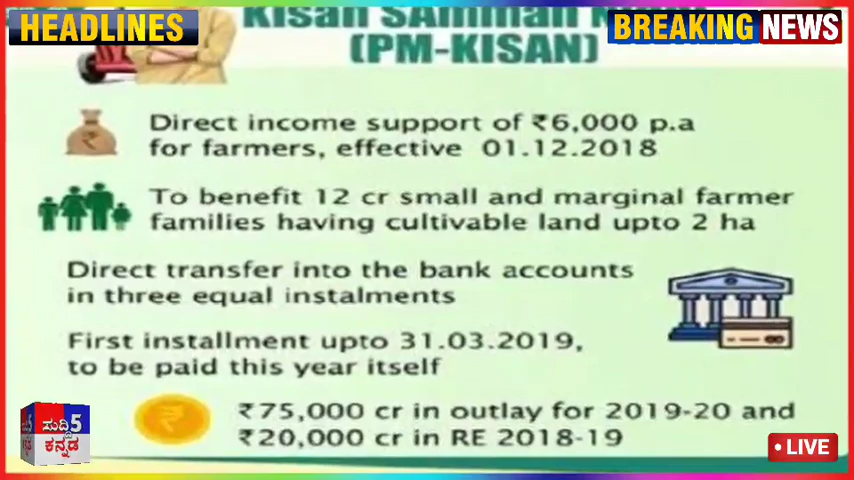 HEADLINES
BREAKING NEWS
Kisan SAmman
(PM-KISAN)
Direct income support of ₹6,000 p.a
for farmers, effective 01.12.2018
To benefit 12 cr small and marginal farmer
families having cultivable land upto 2 ha
Direct transfer into the bank accounts
in three equal instalments
First installment upto 31.03.2019,
to be paid this year itself
₹75,000 cr in outlay for 2019-20 and
₹20,000 cr in RE 2018-19
ಸುದ್ದಿ5
ಕನ್ನಡ
LIVE